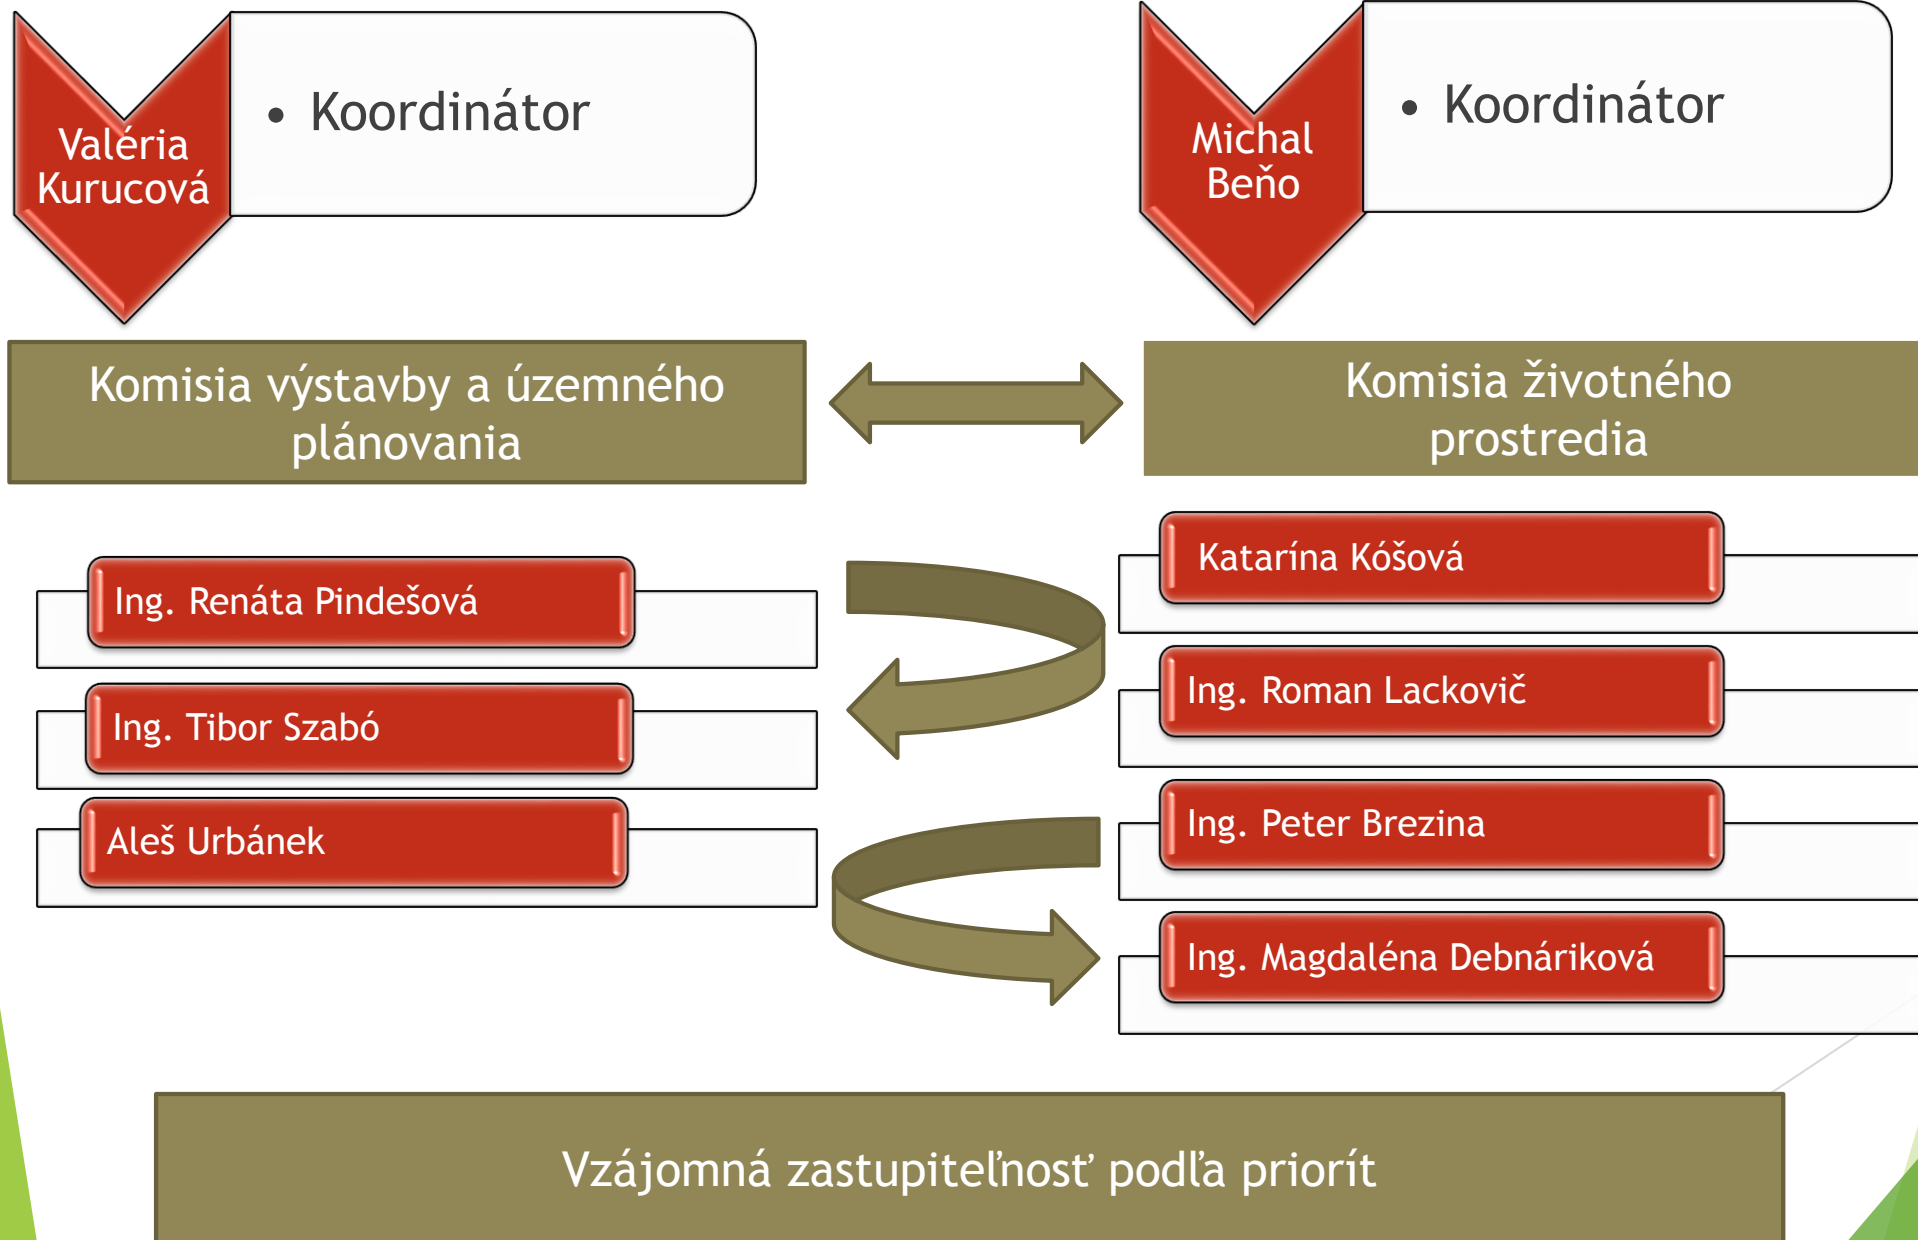 Valéria
Kurucová
• Koordinátor
Michal
Beňo
• Koordinátor
Komisia výstavby a územného
plánovania
Komisia životného
prostredia
Ing. Renáta Pindešová
Ing. Tibor Szabó
Aleš Urbánek
Katarína Kóšová
Ing. Roman Lackovič
Ing. Peter Brezina
Ing. Magdaléna Debnáriková
Vzájomná zastupiteľnosť podľa priorít